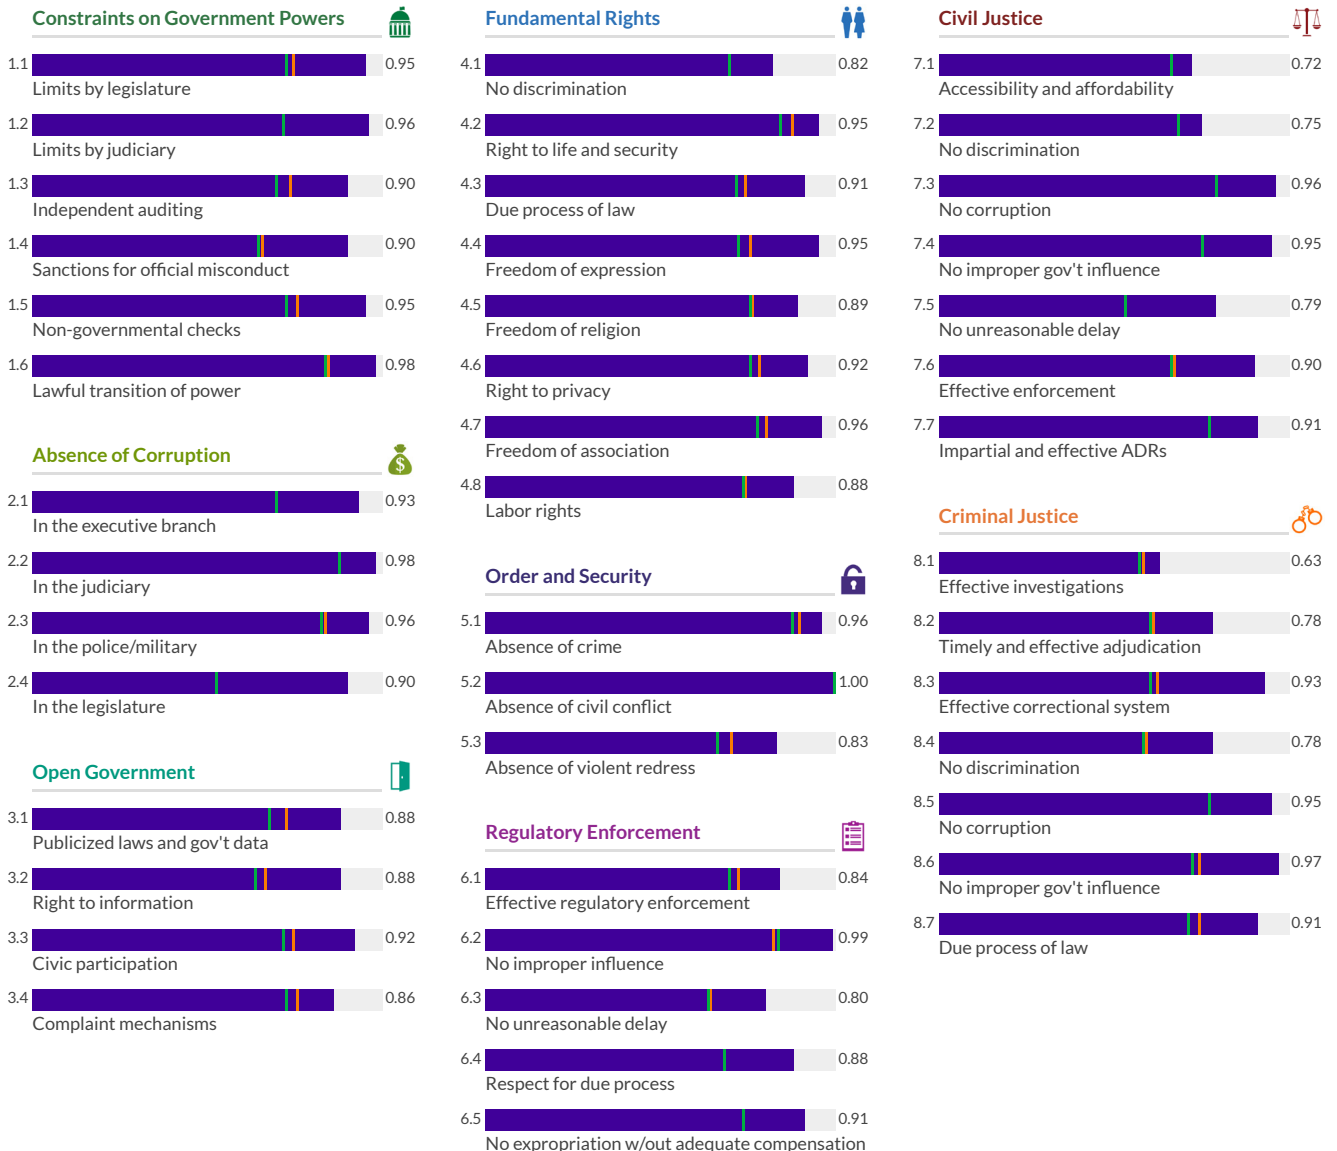 Constraints on Government Powers
1.1 0.95
Limits by legislature
1.2 0.96
Limits by judiciary
1.3 0.90
Independent auditing
1.4 0.90
Sanctions for official misconduct
1.5 0.95
Non-governmental checks
1.6 0.98
Lawful transition of power
Absence of Corruption
$
2.1 0.93
In the executive branch
2.2 0.98
In the judiciary
2.3 0.96
In the police/military
2.4 0.90
In the legislature
Open Government
3.1 0.88
Publicized laws and gov't data
3.2 0.88
Right to information
3.3 0.92
Civic participation
3.4 0.86
Complaint mechanisms
Fundamental Rights
4.1 0.82
No discrimination
4.2 0.95
Right to life and security
4.3 0.91
Due process of law
4.4 0.95
Freedom of expression
4.5 0.89
Freedom of religion
4.6 0.92
Right to privacy
4.7 0.96
Freedom of association
4.8 0.88
Labor rights
Order and Security
5.1 0.96
Absence of crime
5.2 1.00
Absence of civil conflict
5.3 0.83
Absence of violent redress
Regulatory Enforcement
6.1 0.84
Effective regulatory enforcement
6.2 0.99
No improper influence
6.3 0.80
No unreasonable delay
6.4 0.88
Respect for due process
6.5 0.91
No expropriation w/out adequate compensation
Civil Justice
7.1 0.72
Accessibility and affordability
7.2 0.75
No discrimination
7.3 0.96
No corruption
7.4 0.95
No improper gov't influence
7.5 0.79
No unreasonable delay
7.6 0.90
Effective enforcement
7.7 0.91
Impartial and effective ADRs
Criminal Justice
8.1 0.63
Effective investigations
8.2 0.78
Timely and effective adjudication
8.3 0.93
Effective correctional system
8.4 0.78
No discrimination
8.5 0.95
No corruption
8.6 0.97
No improper gov't influence
8.7 0.91
Due process of law